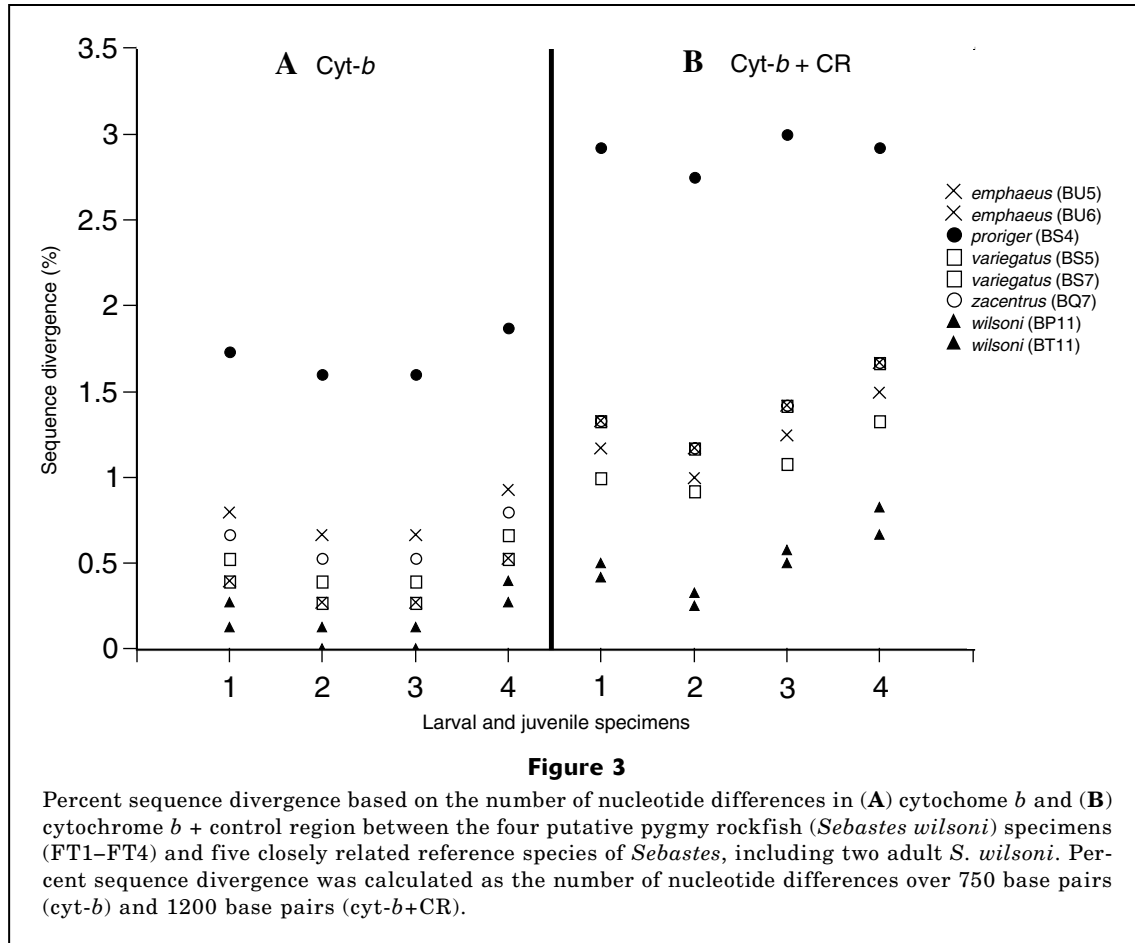 3.5
3
2.5
2
1.5
1
0.5
0
Sequence divergence (%)
A Cyt-b
B Cyt-b + CR
1 2 3 4 1 2 3 4
Larval and juvenile specimens
emphaeus (BU5)
emphaeus (BU6)
proriger (BS4)
variegatus (BS5)
variegatus (BS7)
zacentrus (BQ7)
wilsoni (BP11)
wilsoni (BT11)
Figure 3
Percent sequence divergence based on the number of nucleotide differences in (A) cytochome b and (B)
cytochrome b + control region between the four putative pygmy rockfish (Sebastes wilsoni) specimens
(FT1–FT4) and five closely related reference species of Sebastes, including two adult S. wilsoni. Per-
cent sequence divergence was calculated as the number of nucleotide differences over 750 base pairs
(cyt-b) and 1200 base pairs (cyt-b+CR).